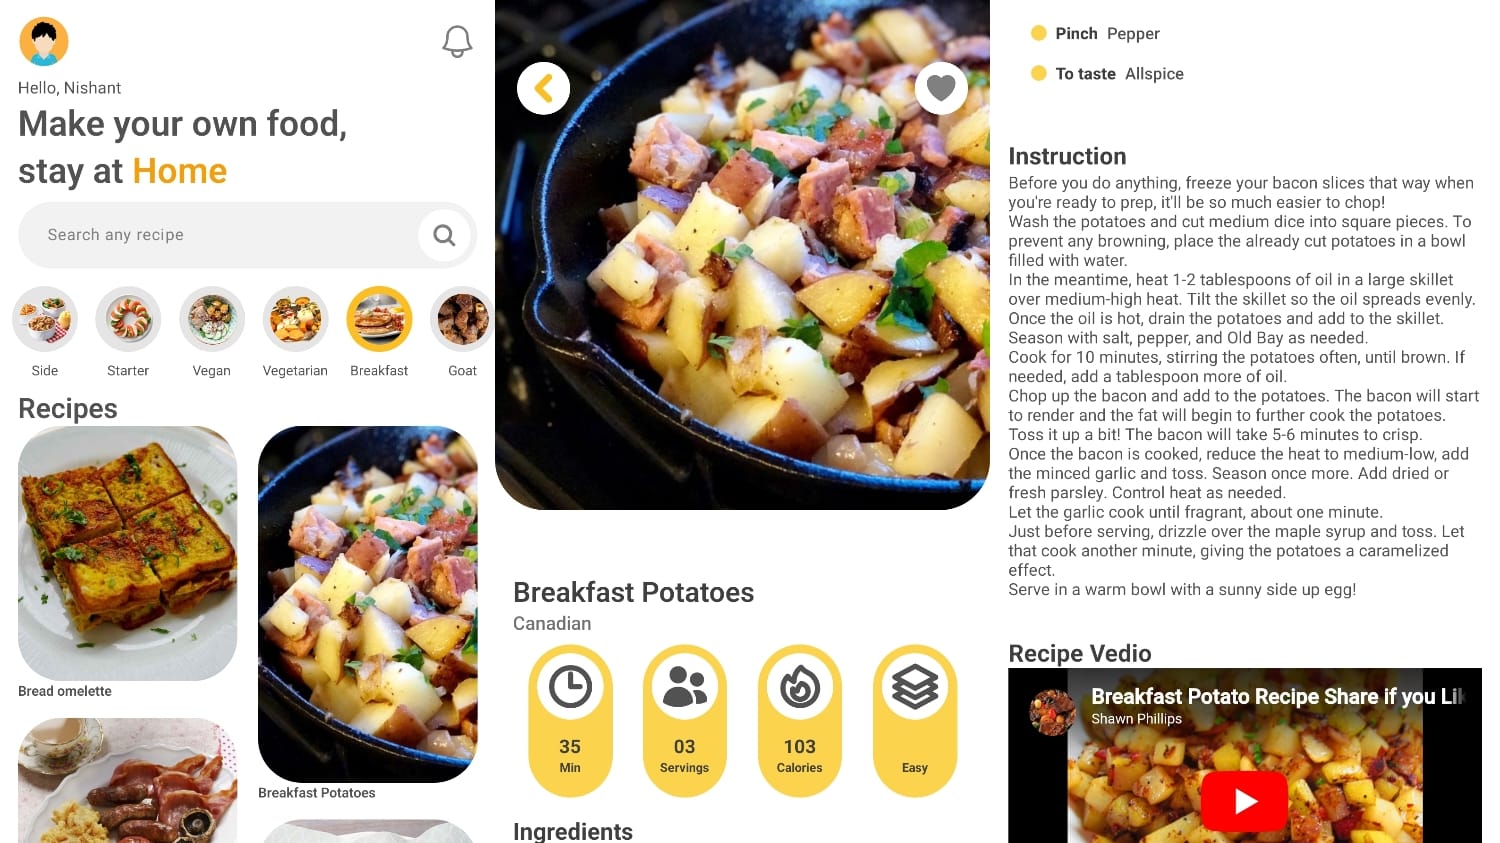 Hello, Nishant
Make your own food,
stay at Home
Search any recipe
Side
Starter
Vegan
Vegetarian
Breakfast
Goat
Recipes
Bread omelette
Breakfast Potatoes
Breakfast Potatoes
Canadian
35
Min
03
Servings
103
Calories
Easy
Ingredients
Pinch Pepper
To taste Allspice
Instruction
Before you do anything, freeze your bacon slices that way when
you're ready to prep, it'll be so much easier to chop!
Wash the potatoes and cut medium dice into square pieces. To
prevent any browning, place the already cut potatoes in a bowl
filled with water.
In the meantime, heat 1-2 tablespoons of oil in a large skillet
over medium-high heat. Tilt the skillet so the oil spreads evenly.
Once the oil is hot, drain the potatoes and add to the skillet.
Season with salt, pepper, and Old Bay as needed.
Cook for 10 minutes, stirring the potatoes often, until brown. If
needed, add a tablespoon more of oil.
Chop up the bacon and add to the potatoes. The bacon will start
to render and the fat will begin to further cook the potatoes.
Toss it up a bit! The bacon will take 5-6 minutes to crisp.
Once the bacon is cooked, reduce the heat to medium-low, add
the minced garlic and toss. Season once more. Add dried or
fresh parsley. Control heat as needed.
Let the garlic cook until fragrant, about one minute.
Just before serving, drizzle over the maple syrup and toss. Let
that cook another minute, giving the potatoes a caramelized
effect.
Serve in a warm bowl with a sunny side up egg!
Recipe Vedio
Breakfast Potato Recipe Share if you Lik
Shawn Phillips